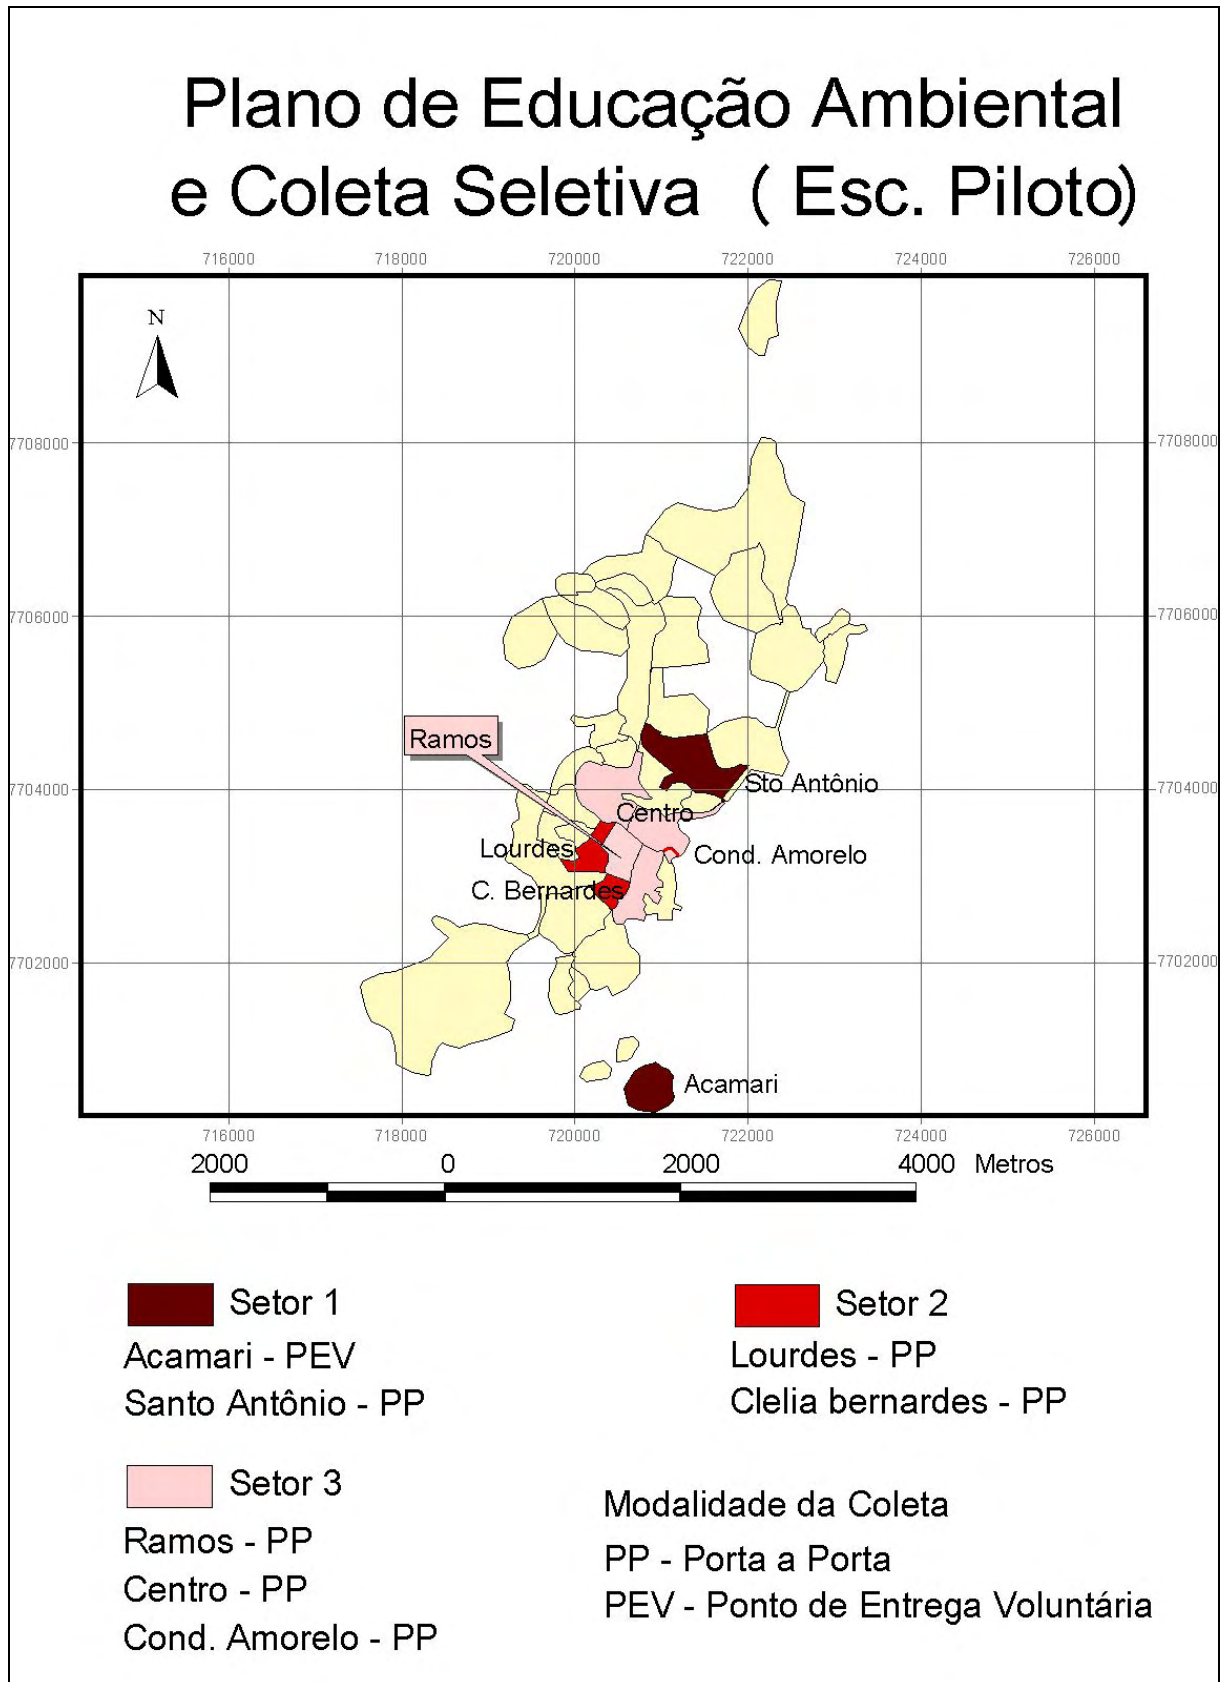 Plano de Educação Ambiental
e Coleta Seletiva ( Esc. Piloto)
716000 718000 720000 722000 724000 726000
N
7708000 7708000
7706000 7706000
Ramos
Sto Antônio
7704000 7704000
Centro
Lourdes
Cond. Amorelo
C. Bernardes
7702000 7702000
Acamari
716000 718000 720000 722000 724000 726000
2000 0 2000 4000 Metros
Setor 1
Acamari - PEV
Santo Antônio - PP
Setor 2
Lourdes - PP
Clelia bernardes - PP
Setor 3
Ramos - PP
Centro - PP
Cond. Amorelo - PP
Modalidade da Coleta
PP - Porta a Porta
PEV - Ponto de Entrega Voluntária